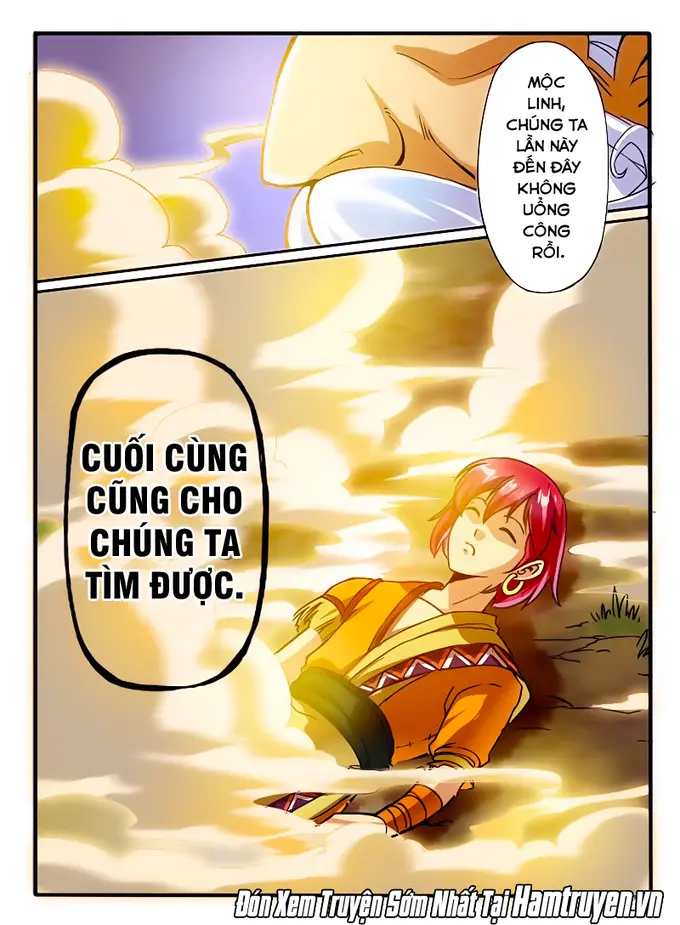 MỘC
LINH,
CHÚNG TA
LẦN NÀY
ĐẾN ĐÂY
KHÔNG
UỔNG
CÔNG
RỒI.
CUỐI CÙNG
CŨNG CHO
CHÚNG TA
TÌM ĐƯỢC.
Đón Xem Truyện Sớm Nhất Tại Hamtruyen.vn